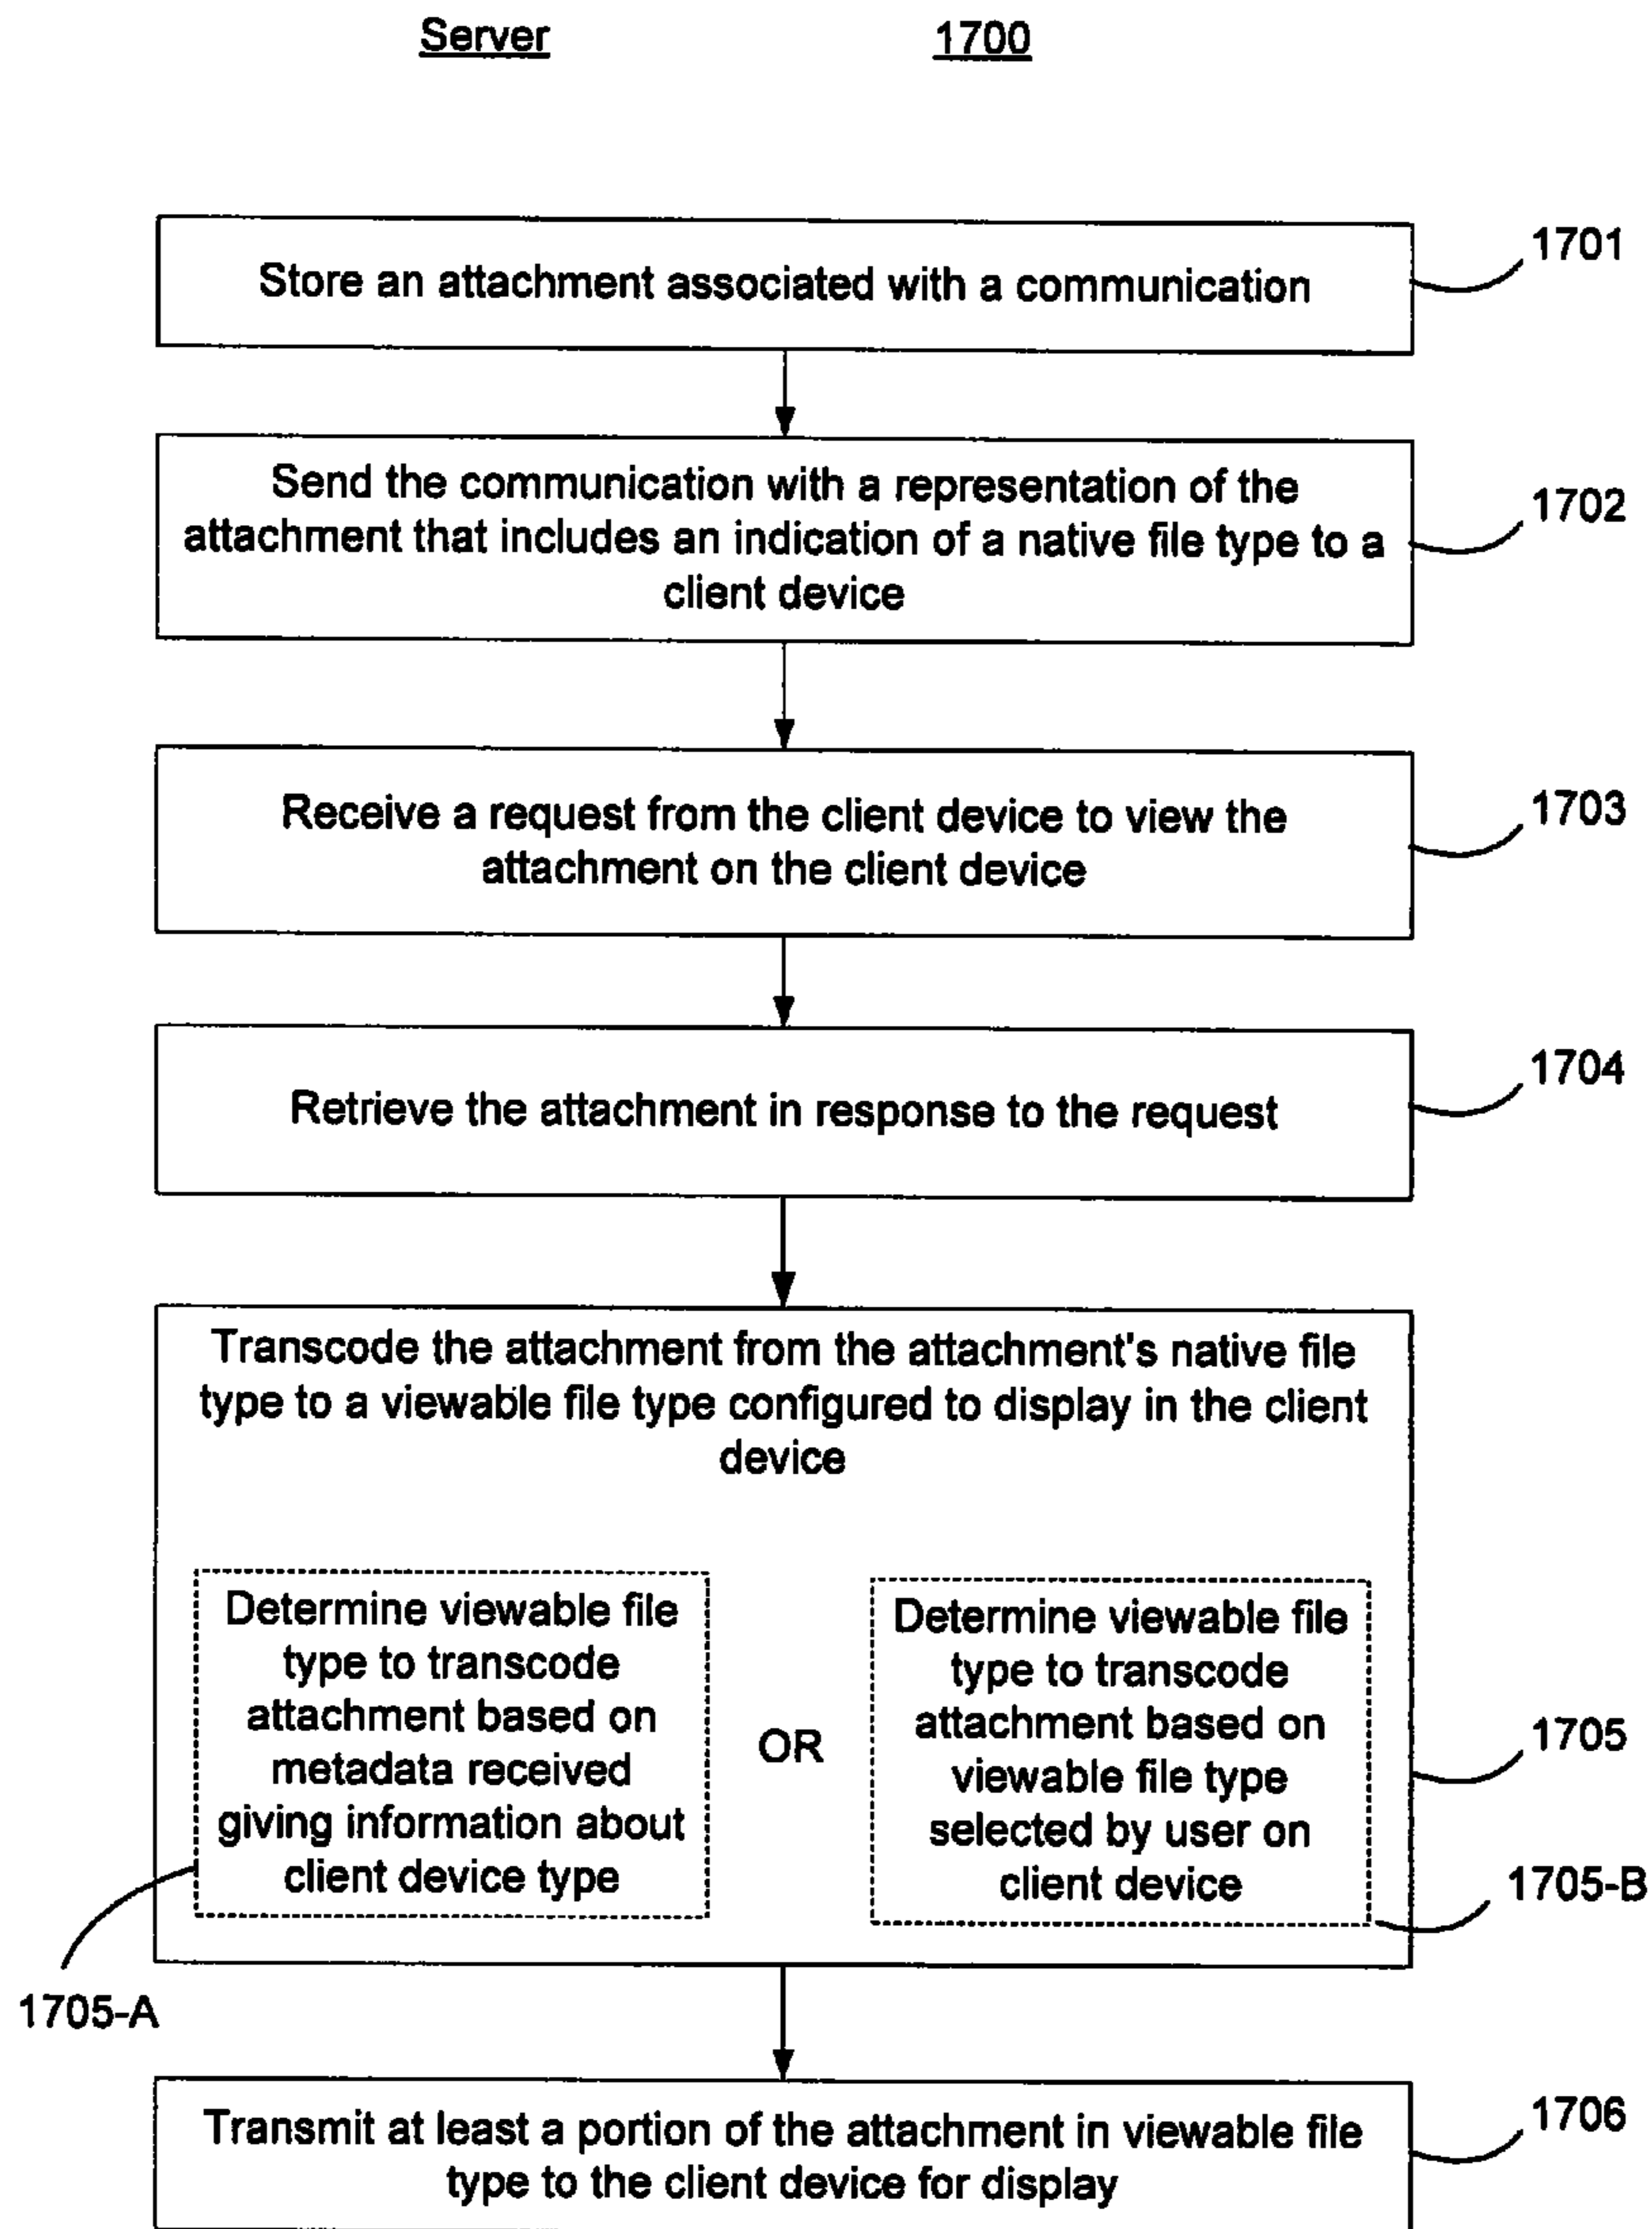 Server
1700
Store an attachment associated with a communication
1701
Send the communication with a representation of the
attachment that includes an indication of a native file type to a
client device
1702
Receive a request from the client device to view the
attachment on the client device
1703
Retrieve the attachment in response to the request
1704
Transcode the attachment from the attachment's native file
type to a viewable file type configured to display in the client
device
Determine viewable file
type to transcode
attachment based on
metadata received
giving information about
client device type
OR
Determine viewable file
type to transcode
attachment based on
viewable file type
selected by user on
client device
1705
1705-B
1705-A
Transmit at least a portion of the attachment in viewable file
type to the client device for display
1706